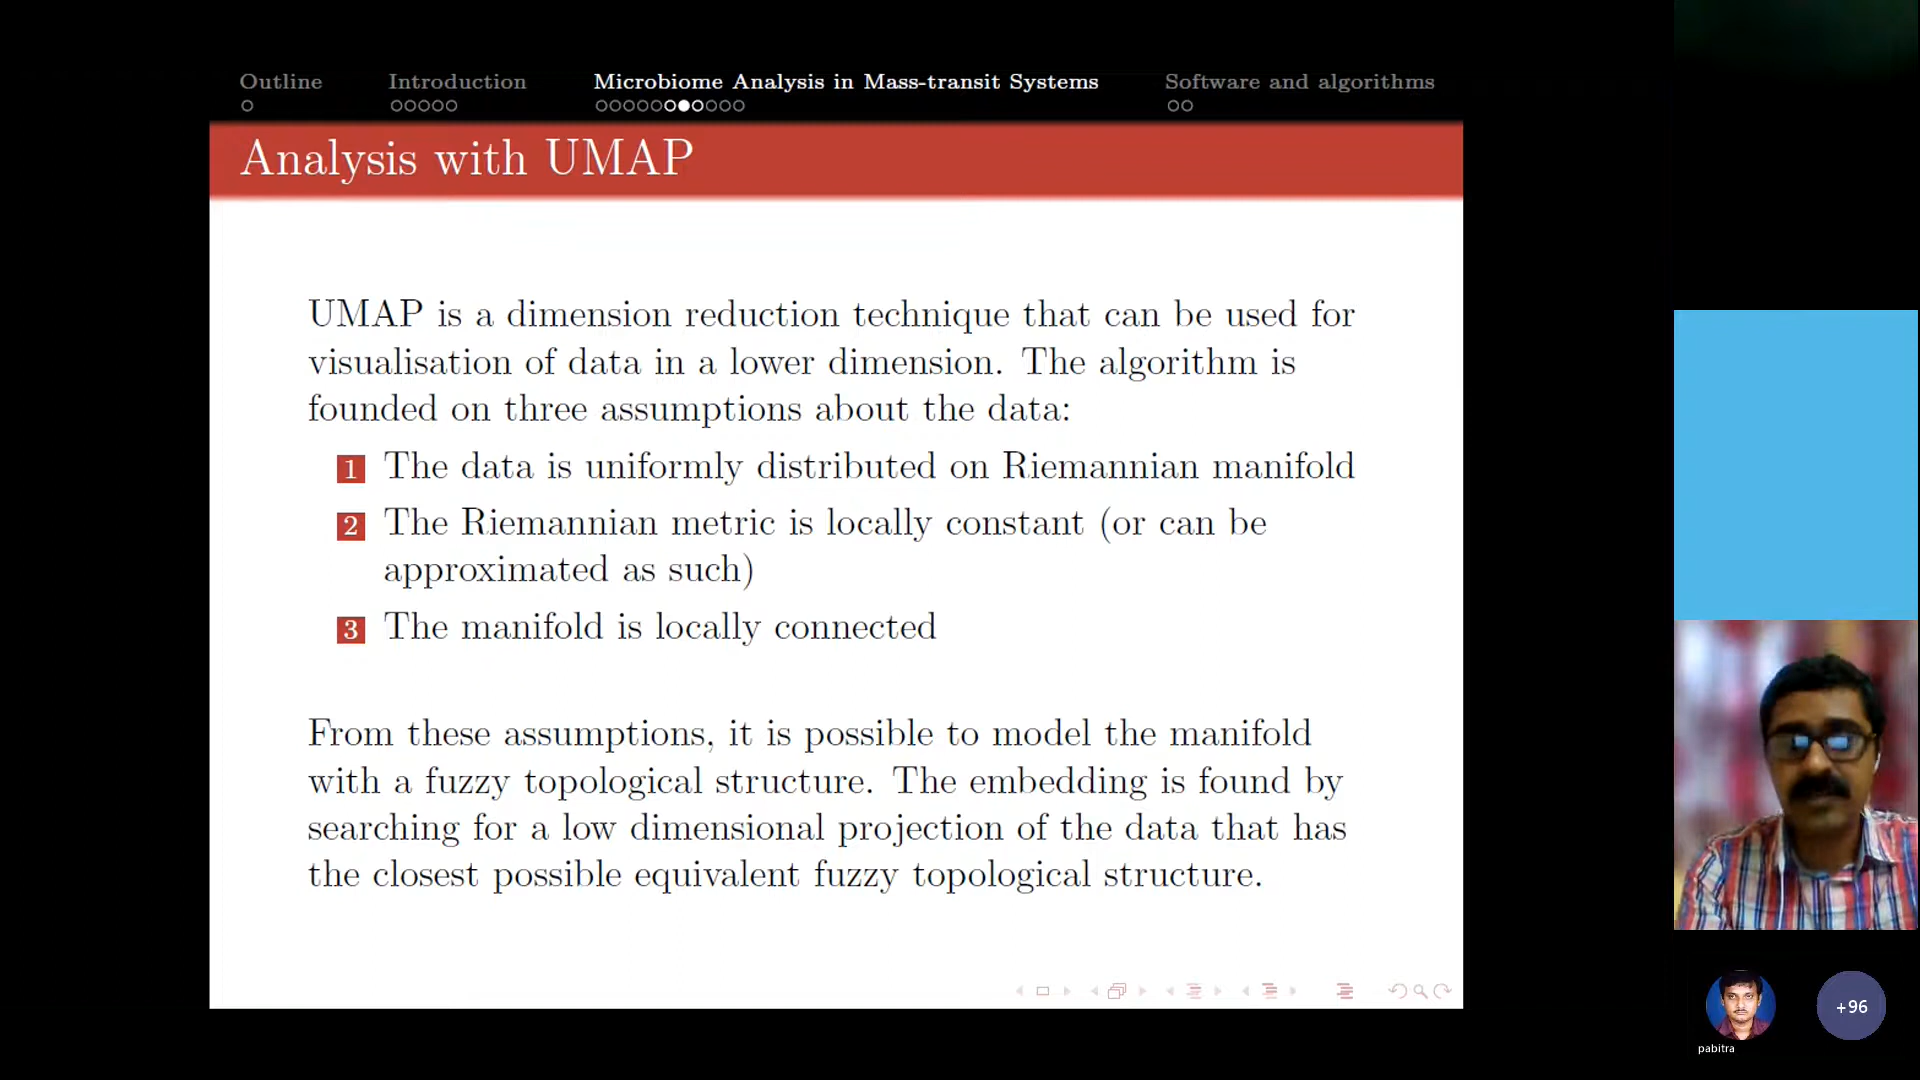 Outline Introduction Microbiome Analysis in Mass-transit Systems Software and algorithms
Analysis with UMAP
UMAP is a dimension reduction technique that can be used for
visualisation of data in a lower dimension. The algorithm is
founded on three assumptions about the data:
1 The data is uniformly distributed on Riemannian manifold
2 The Riemannian metric is locally constant (or can be
approximated as such)
3 The manifold is locally connected
From these assumptions, it is possible to model the manifold
with a fuzzy topological structure. The embedding is found by
searching for a low dimensional projection of the data that has
the closest possible equivalent fuzzy topological structure.
+96
pabitra